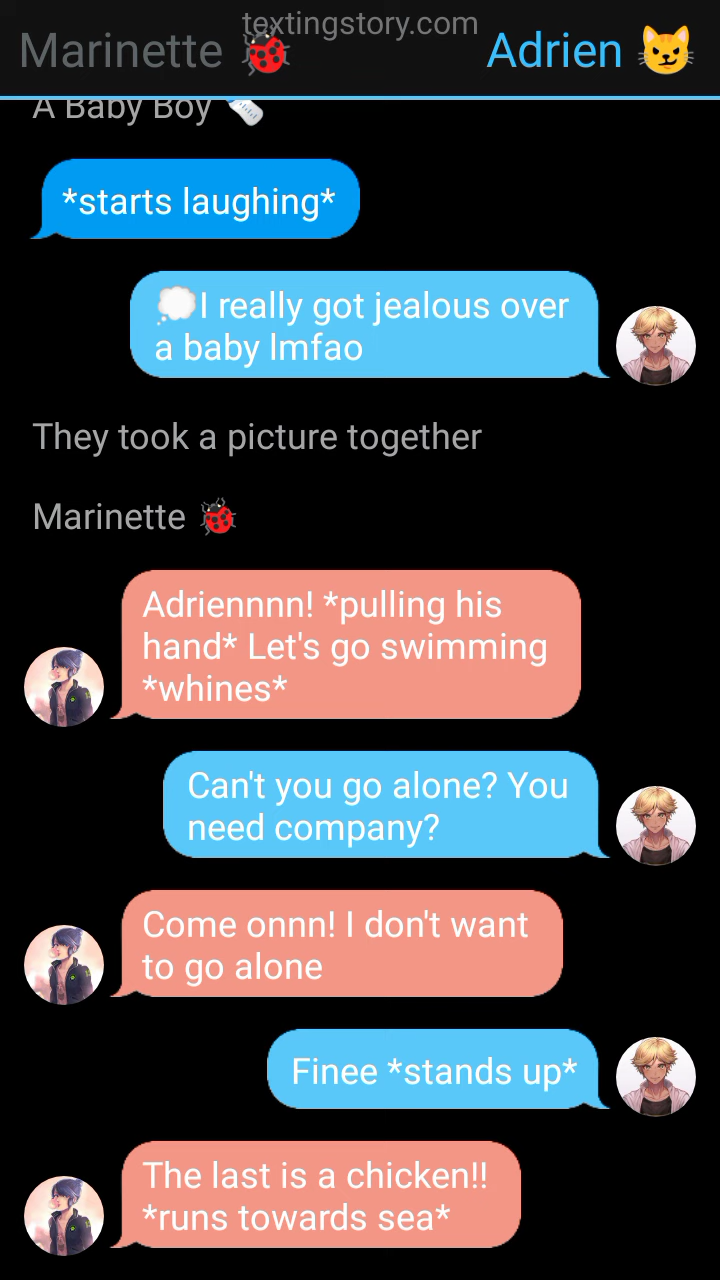 textingstory.com
Marinette 🐞 Adrien 😼
A Baby Boy 🍼
*starts laughing*
💭I really got jealous over
a baby lmfao
They took a picture together
Marinette 🐞
Adriennnn! *pulling his
hand* Let's go swimming
*whines*
Can't you go alone? You
need company?
Come onnn! I don't want
to go alone
Finee *stands up*
The last is a chicken!!
*runs towards sea*